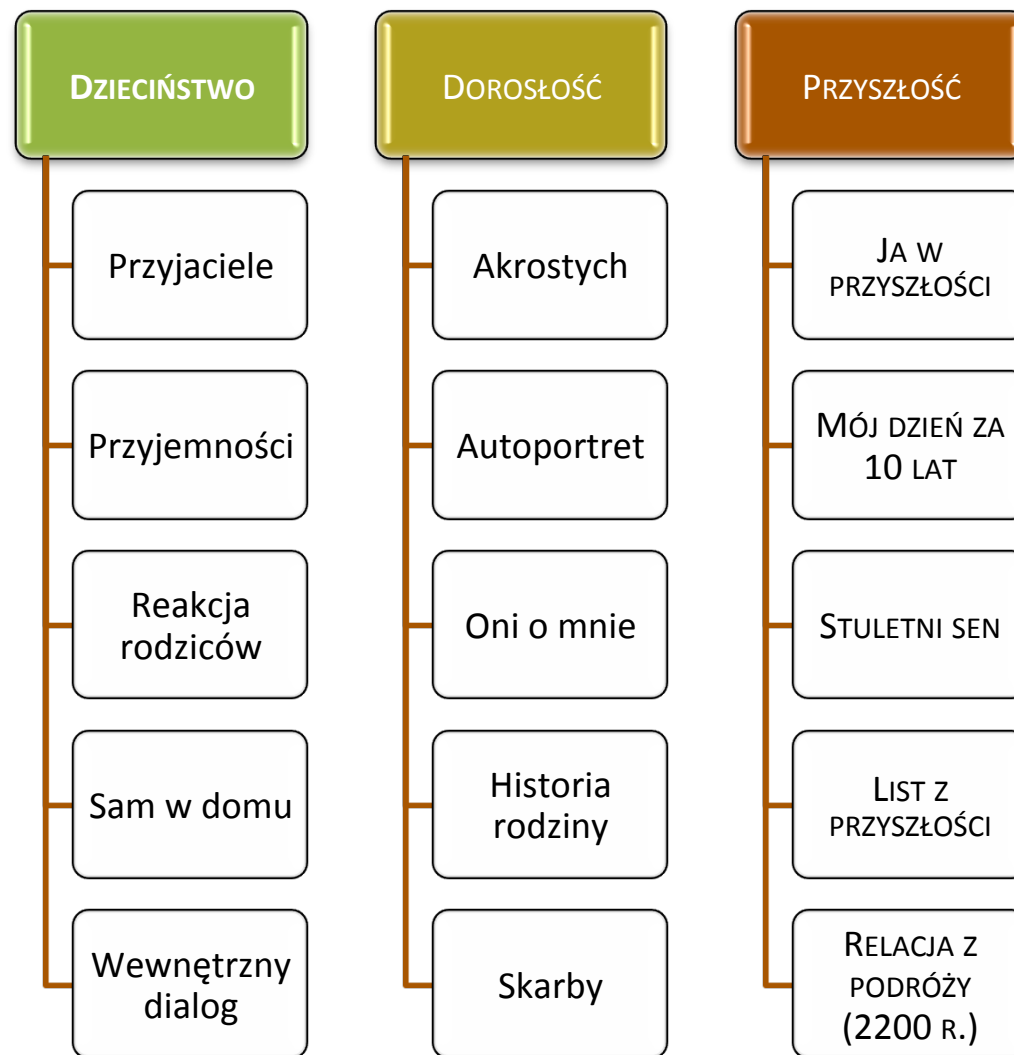 DZIECIŃSTWO
Przyjaciele
Przyjemności
Reakcja
rodziców
Sam w domu
Wewnętrzny
dialog
DOROSŁOŚĆ
Akrostych
Autoportret
Oni o mnie
Historia
rodziny
Skarby
PRZYSZŁOŚĆ
JA W
PRZYSZŁOŚCI
MÓJ DZIEŃ ZA
10 LAT
STULETNI SEN
LIST Z
PRZYSZŁOŚCI
RELACJA Z
PODRÓŻY
(2200 R.)